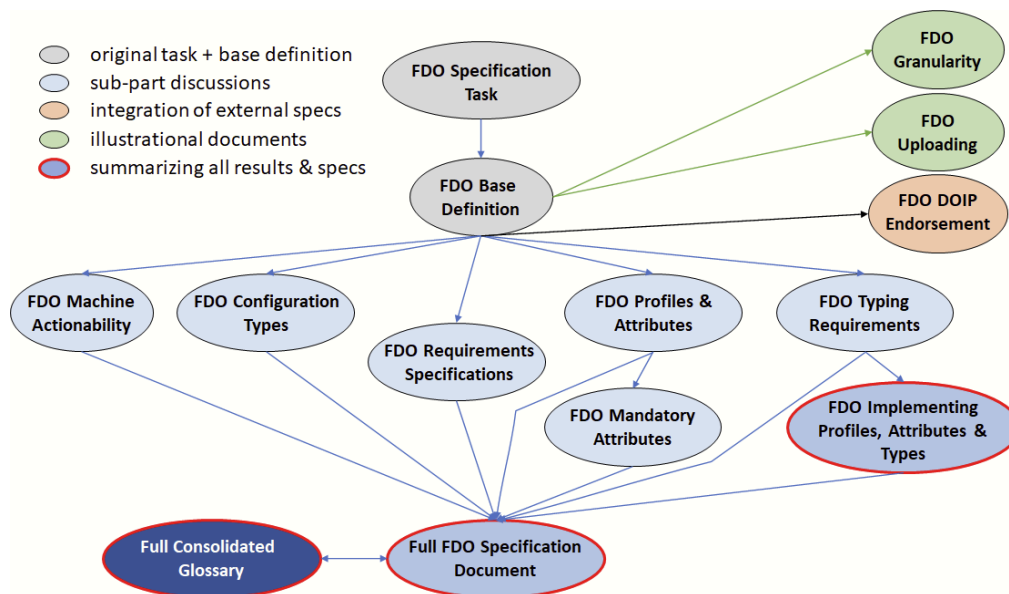 original task + base definition
sub-part discussions
integration of external specs
illustrational documents
summarizing all results & specs
FDO Specification
Task
FDO
Granularity
FDO
Uploading
FDO Base
Definition
FDO DOIP
Endorsement
FDO Machine
Actionability
FDO Configuration
Types
FDO Requirements
Specifications
FDO Profiles &
Attributes
FDO Typing
Requirements
FDO Mandatory
Attributes
FDO Implementing
Profiles, Attributes &
Types
Full Consolidated
Glossary
Full FDO Specification
Document